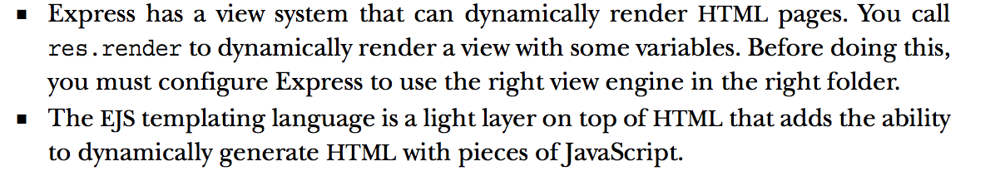 ▪ Express has a view system that can dynamically render HTML pages. You call
res.render to dynamically render a view with some variables. Before doing this,
you must configure Express to use the right view engine in the right folder.
▪ The EJS templating language is a light layer on top of HTML that adds the ability
to dynamically generate HTML with pieces of JavaScript.